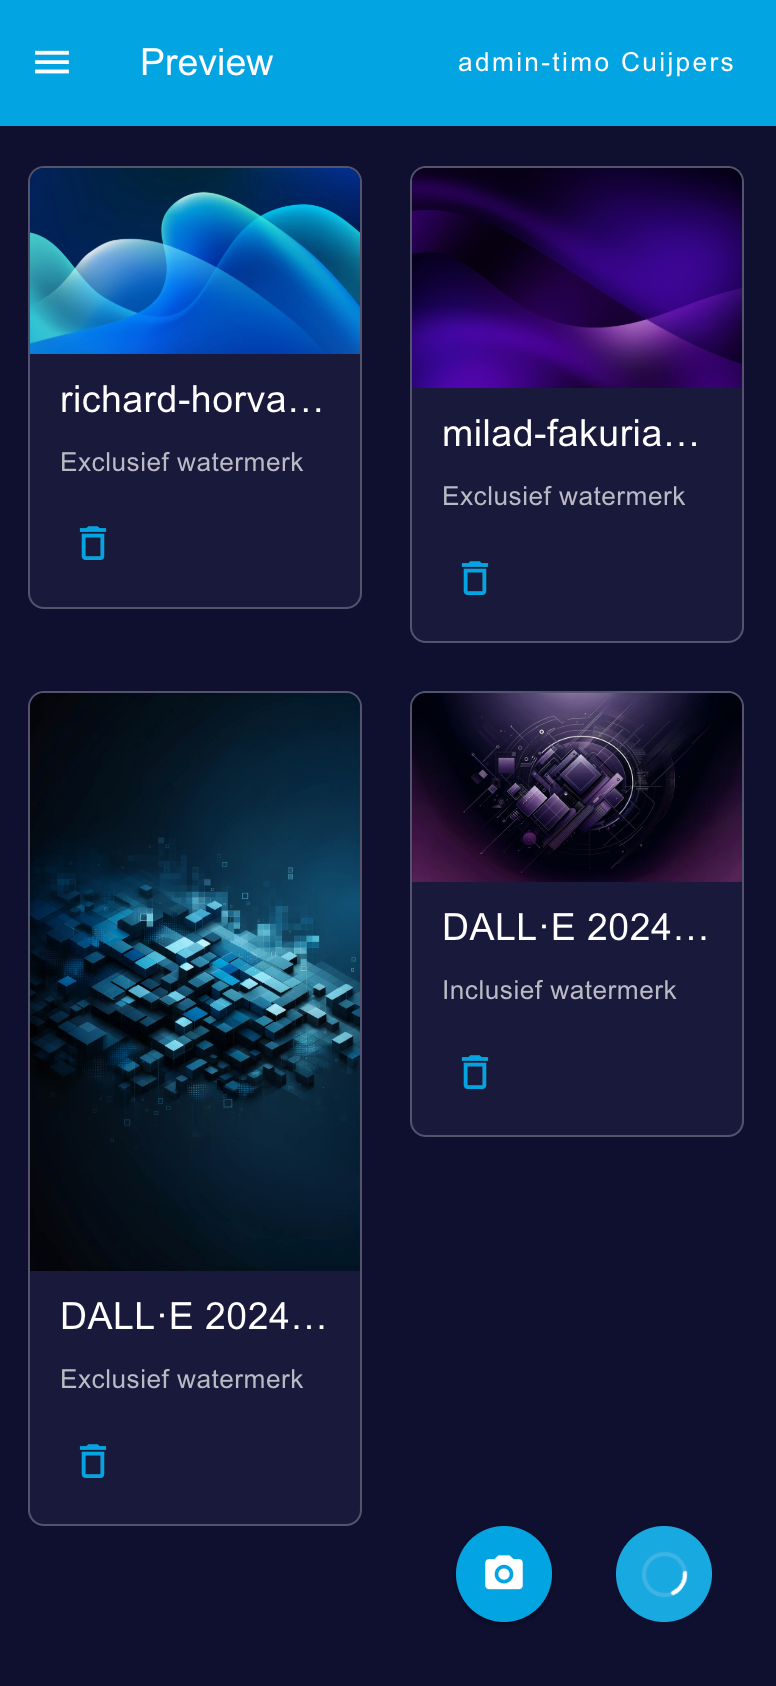 Preview
admin-timo Cuijpers
richard-horva...
Exclusief watermerk
milad-fakuria...
Exclusief watermerk
DALL·E 2024...
Inclusief watermerk
DALL·E 2024...
Exclusief watermerk